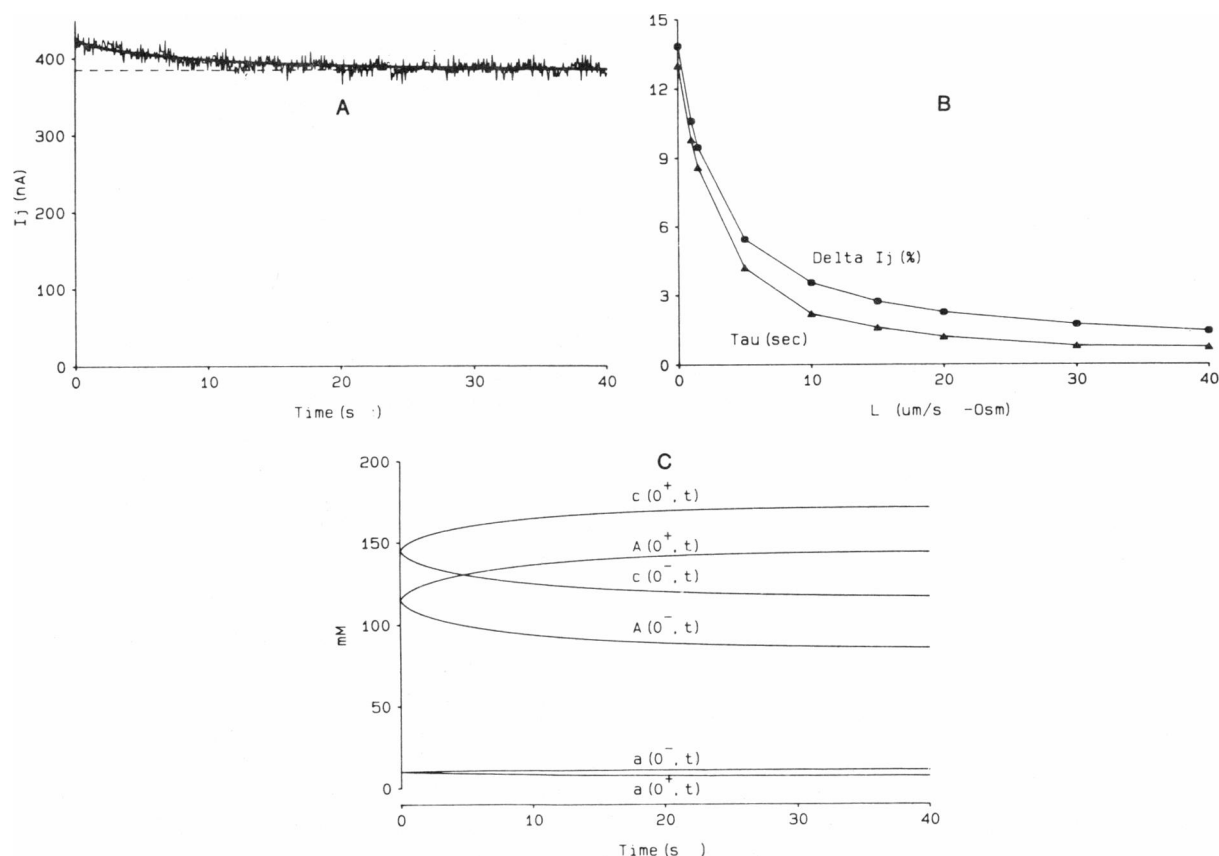 400
300
200
100
0
Ij (nA)
A
0 10 20 30 40
Time (s )
15
12
9
6
3
0
B
Delta Ij (%)
Tau (sec)
0 10 20 30 40
L (um/s -Osm)
200
150
100
50
0
mM
C
c (0⁺, t)
A (0⁺, t)
c (0⁻, t)
A (0⁻, t)
a (0⁻, t)
a (0⁺, t)
0 10 20 30 40
Time (s )